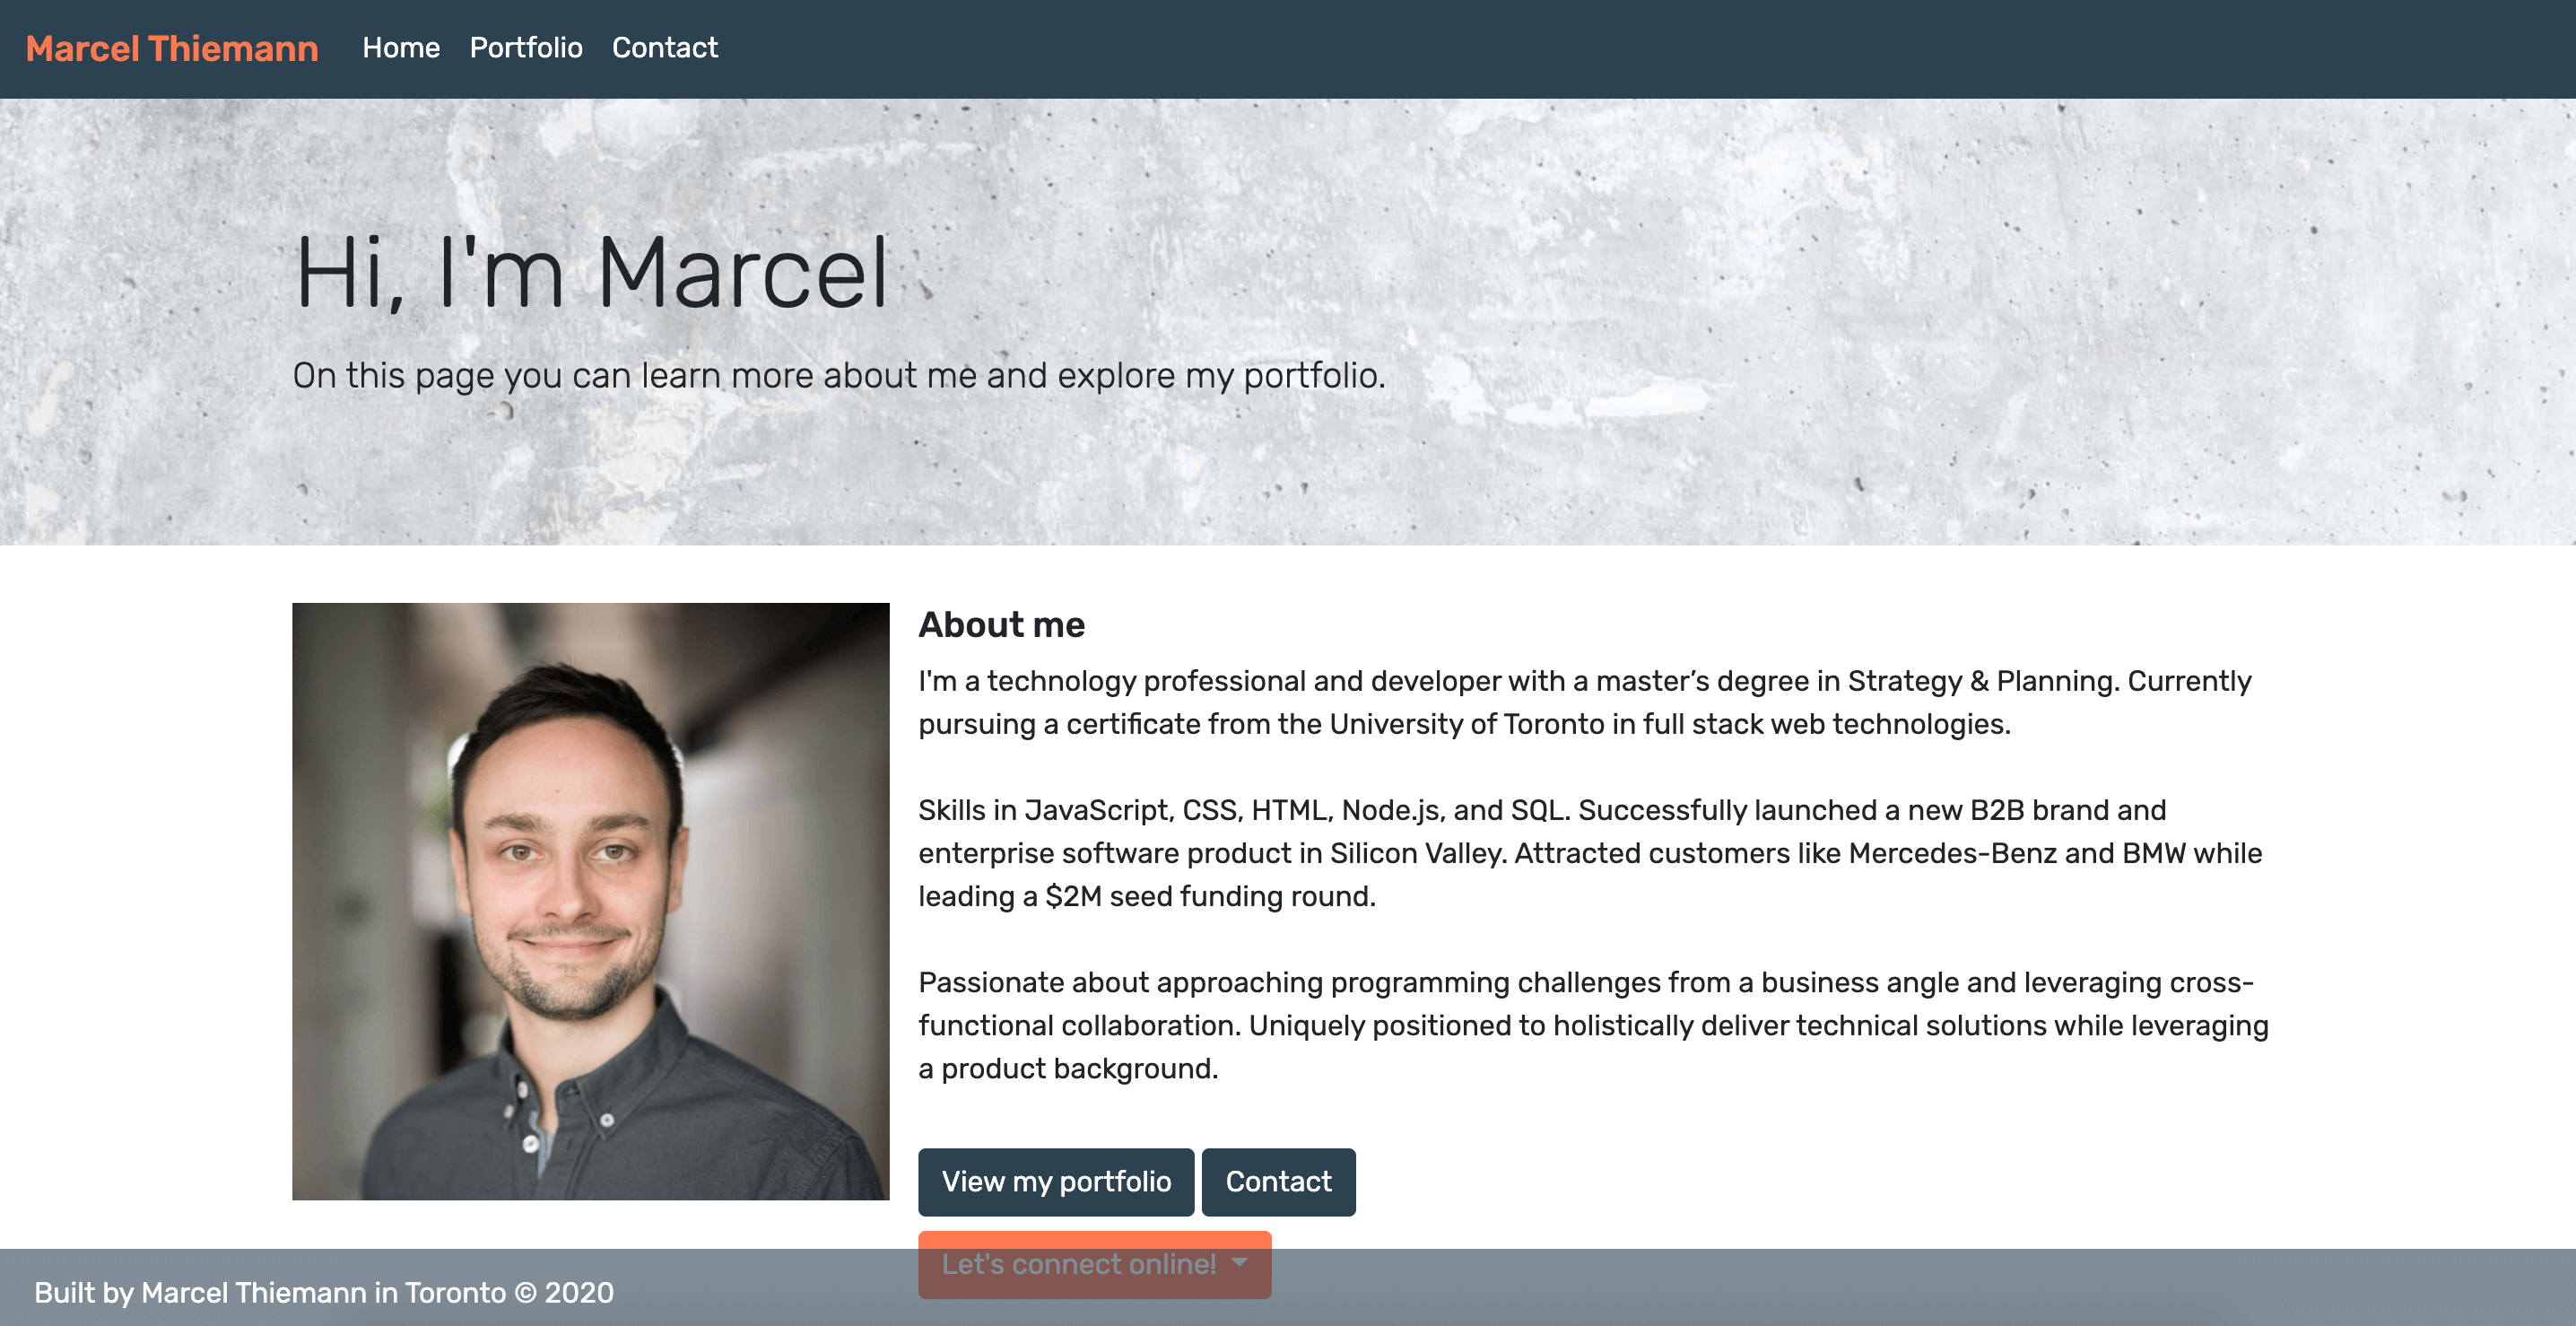 Marcel Thiemann Home Portfolio Contact
Hi, I'm Marcel
On this page you can learn more about me and explore my portfolio.
About me
I'm a technology professional and developer with a master’s degree in Strategy & Planning. Currently
pursuing a certificate from the University of Toronto in full stack web technologies.
Skills in JavaScript, CSS, HTML, Node.js, and SQL. Successfully launched a new B2B brand and
enterprise software product in Silicon Valley. Attracted customers like Mercedes-Benz and BMW while
leading a $2M seed funding round.
Passionate about approaching programming challenges from a business angle and leveraging cross-
functional collaboration. Uniquely positioned to holistically deliver technical solutions while leveraging
a product background.
View my portfolio Contact
Let's connect online!
Built by Marcel Thiemann in Toronto © 2020